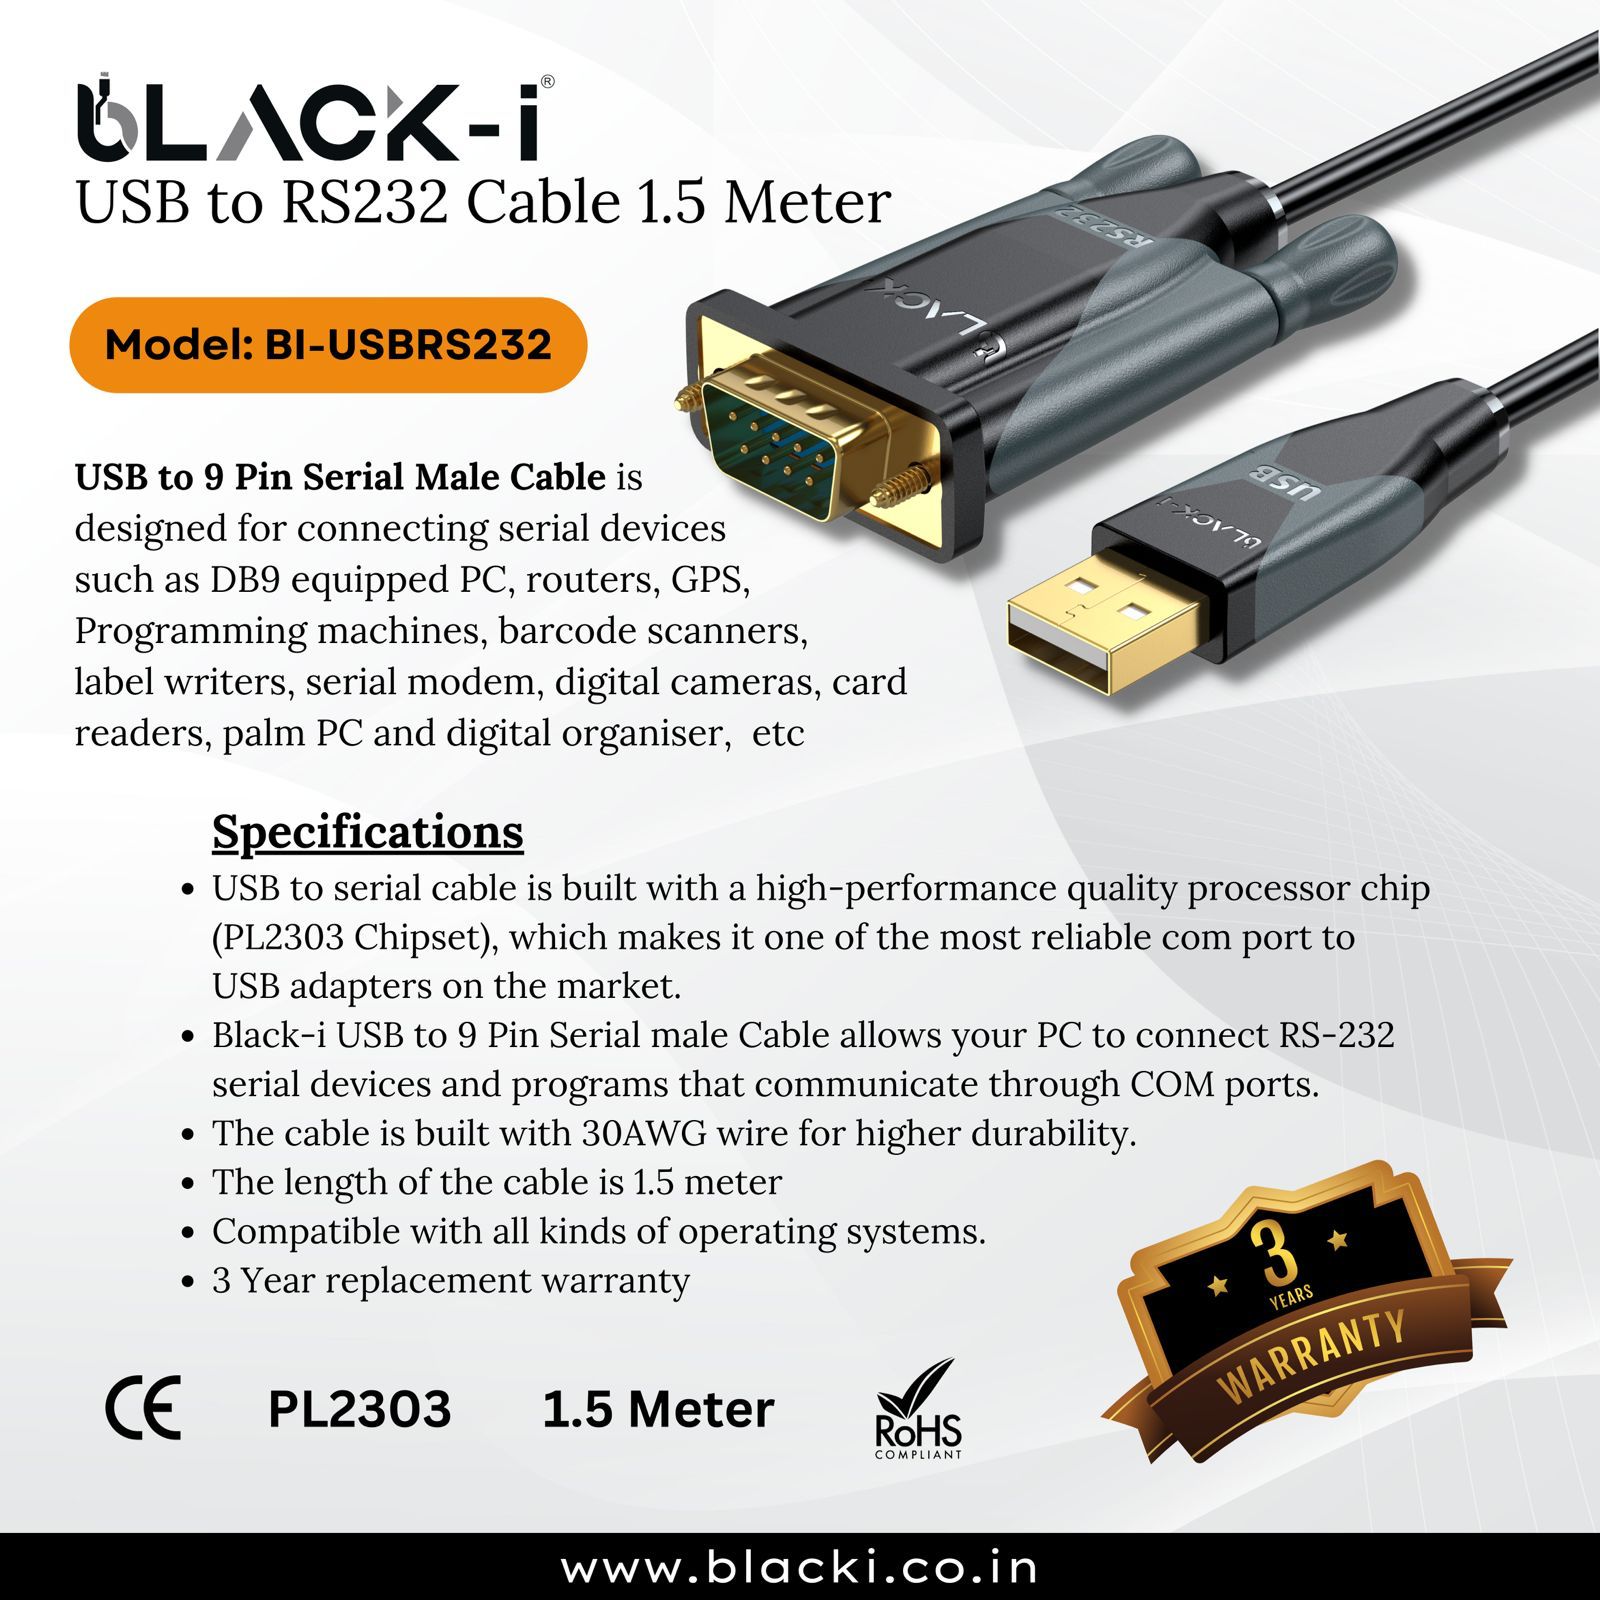 bLACK-i®
USB to RS232 Cable 1.5 Meter
Model: BI-USBRS232
RS232
bLACK
USB
bLACK-i
USB to 9 Pin Serial Male Cable is
designed for connecting serial devices
such as DB9 equipped PC, routers, GPS,
Programming machines, barcode scanners,
label writers, serial modem, digital cameras, card
readers, palm PC and digital organiser, etc
Specifications
• USB to serial cable is built with a high-performance quality processor chip
(PL2303 Chipset), which makes it one of the most reliable com port to
USB adapters on the market.
• Black-i USB to 9 Pin Serial male Cable allows your PC to connect RS-232
serial devices and programs that communicate through COM ports.
• The cable is built with 30AWG wire for higher durability.
• The length of the cable is 1.5 meter
• Compatible with all kinds of operating systems.
• 3 Year replacement warranty
3
YEARS
WARRANTY
CE PL2303 1.5 Meter RoHS
COMPLIANT
www.blacki.co.in